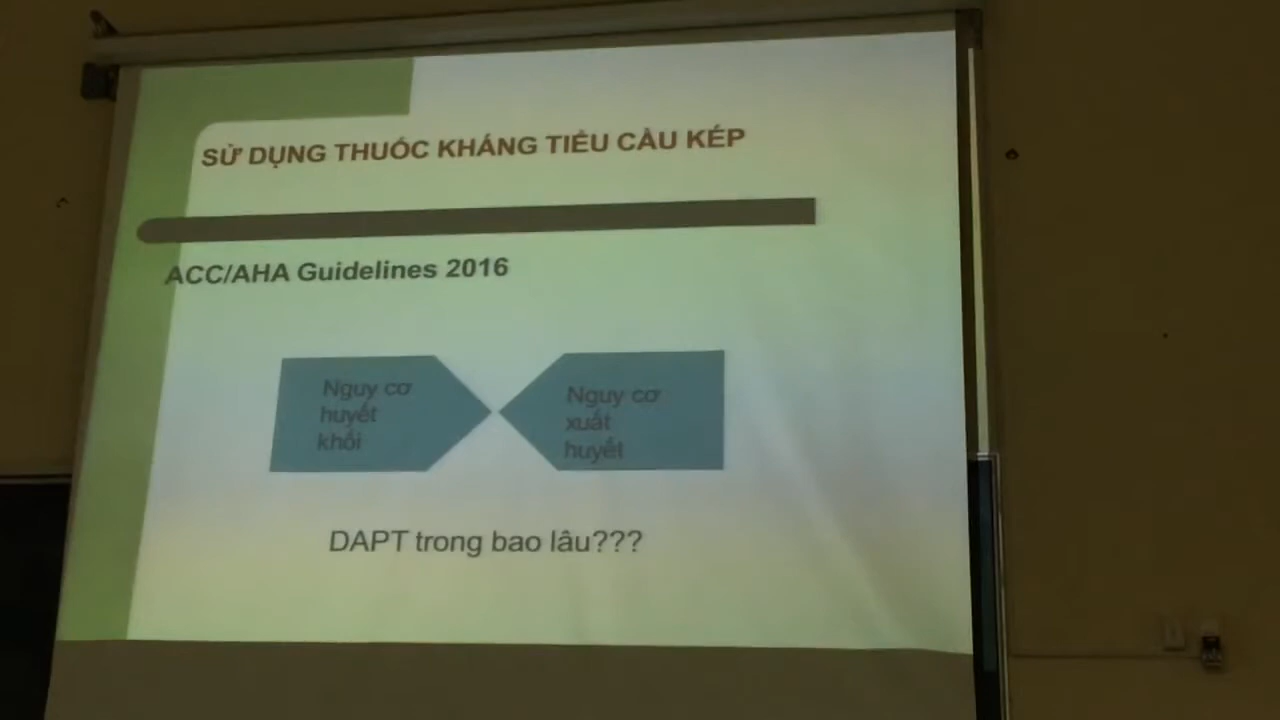 SỬ DỤNG THUỐC KHÁNG TIỂU CẦU KÉP
ACC/AHA Guidelines 2016
Nguy cơ
huyết
khối
Nguy cơ
xuất
huyết
DAPT trong bao lâu???